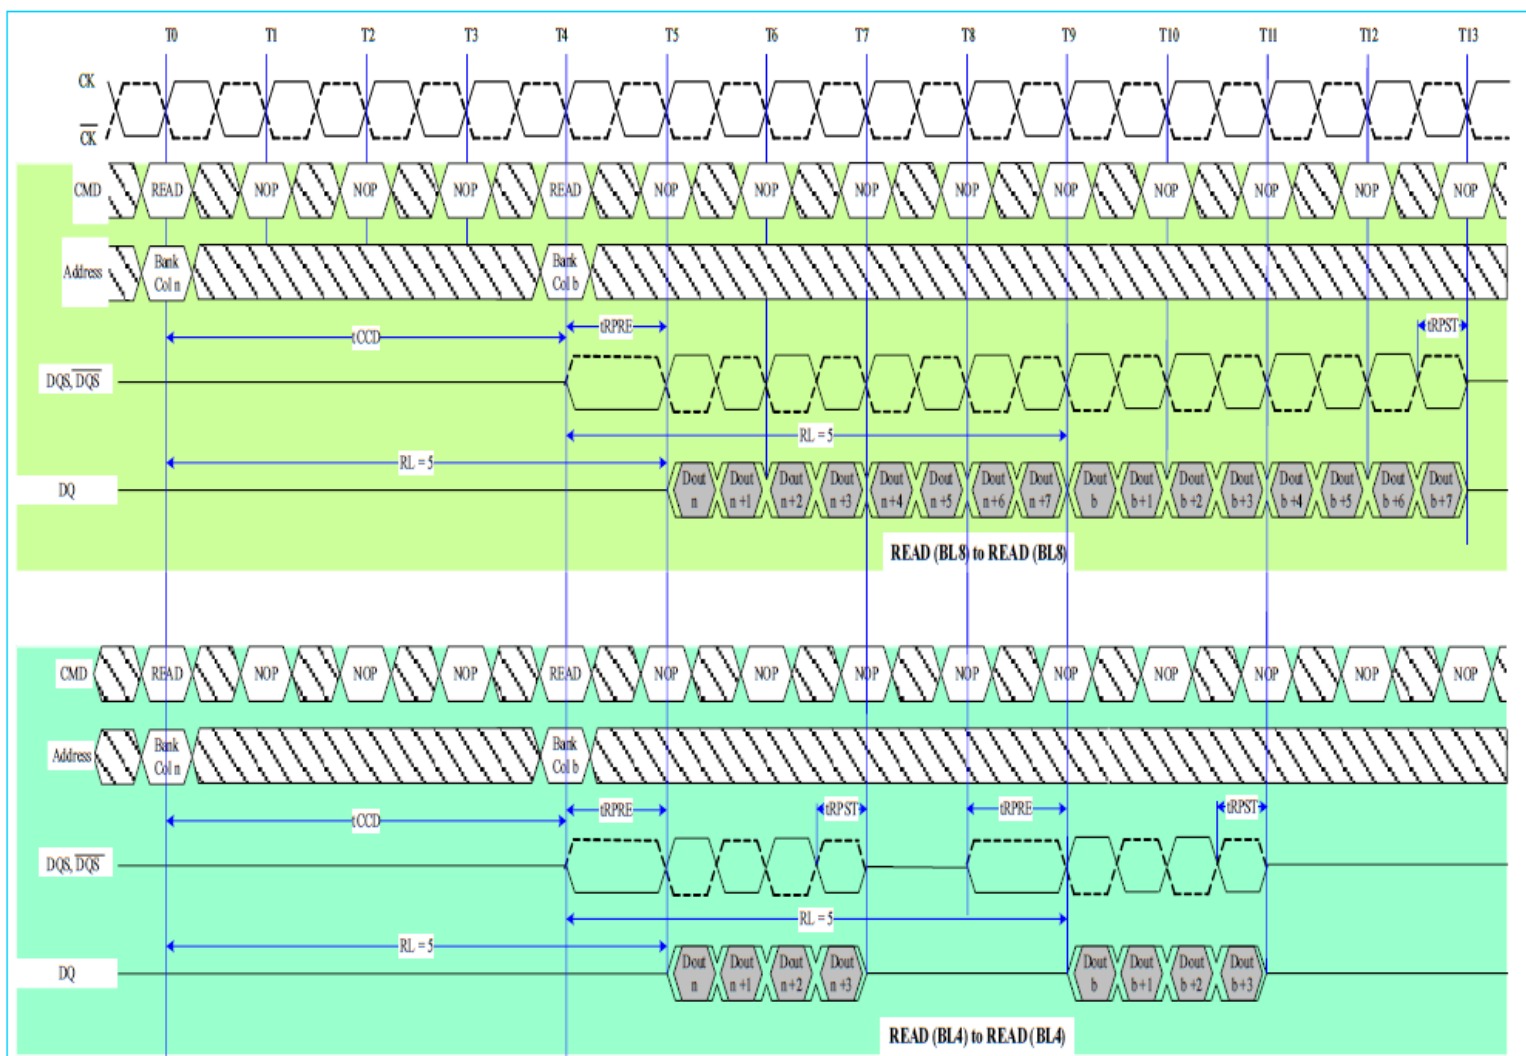 T0 T1 T2 T3 T4 T5 T6 T7 T8 T9 T10 T11 T12 T13
CK
C̅K̅
CMD READ NOP NOP NOP READ NOP NOP NOP NOP NOP NOP NOP NOP NOP
Address Bank Bank
Col n Col b
tCCD tRPRE tRPST
DQS, D̅Q̅S̅
RL = 5
RL = 5
DQ Dout Dout Dout Dout Dout Dout Dout Dout Dout Dout Dout Dout Dout Dout Dout Dout
n n+1 n+2 n+3 n+4 n+5 n+6 n+7 b b+1 b+2 b+3 b+4 b+5 b+6 b+7
READ (BL8) to READ (BL8)
CMD READ NOP NOP NOP READ NOP NOP NOP NOP NOP NOP NOP NOP NOP
Address Bank Bank
Col n Col b
tCCD tRPRE tRPST tRPRE tRPST
DQS, D̅Q̅S̅
RL = 5
RL = 5
DQ Dout Dout Dout Dout Dout Dout Dout Dout
n n+1 n+2 n+3 b b+1 b+2 b+3
READ (BL4) to READ (BL4)